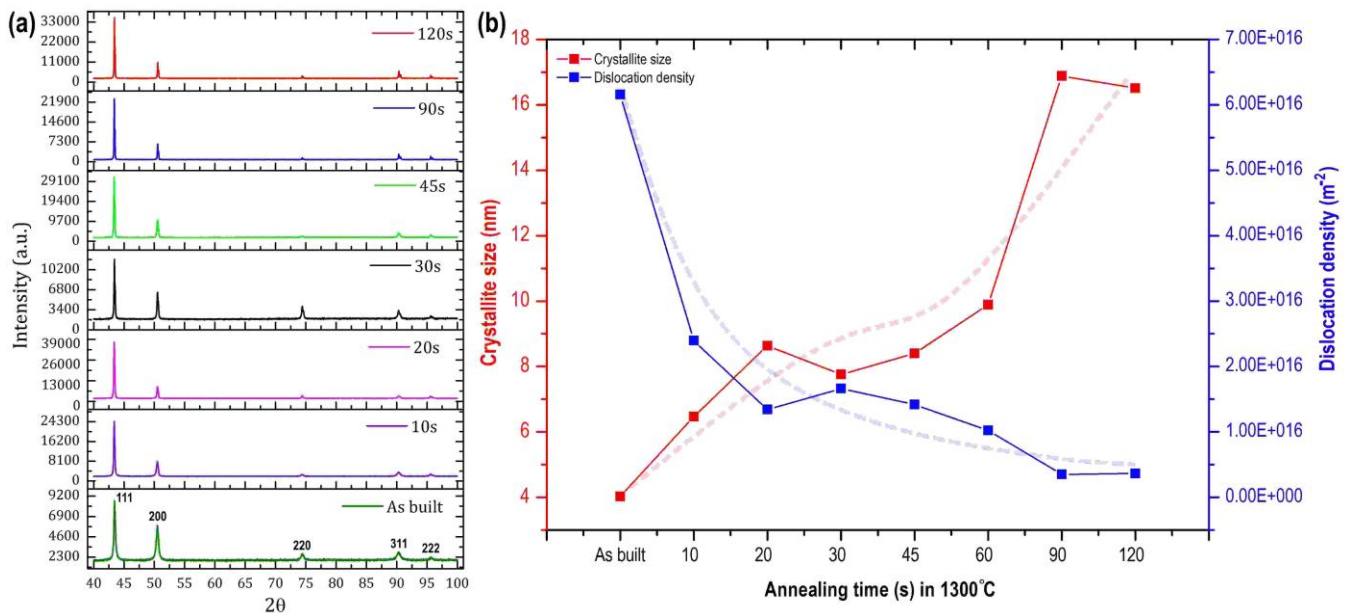 (a)
33000
22000
11000
0
120s
21900
14600
7300
0
90s
29100
19400
9700
0
45s
10200
6800
3400
0
30s
39000
26000
13000
0
20s
24300
16200
8100
0
10s
9200
6900
4600
2300
As built
111
200
220
311
222
40 45 50 55 60 65 70 75 80 85 90 95 100
2θ
Intensity (a.u.)
(b)
Crystallite size
Dislocation density
18
16
14
12
10
8
6
4
Crystallite size (nm)
7.00E+016
6.00E+016
5.00E+016
4.00E+016
3.00E+016
2.00E+016
1.00E+016
0.00E+000
Dislocation density (m⁻²)
As built 10 20 30 45 60 90 120
Annealing time (s) in 1300°C